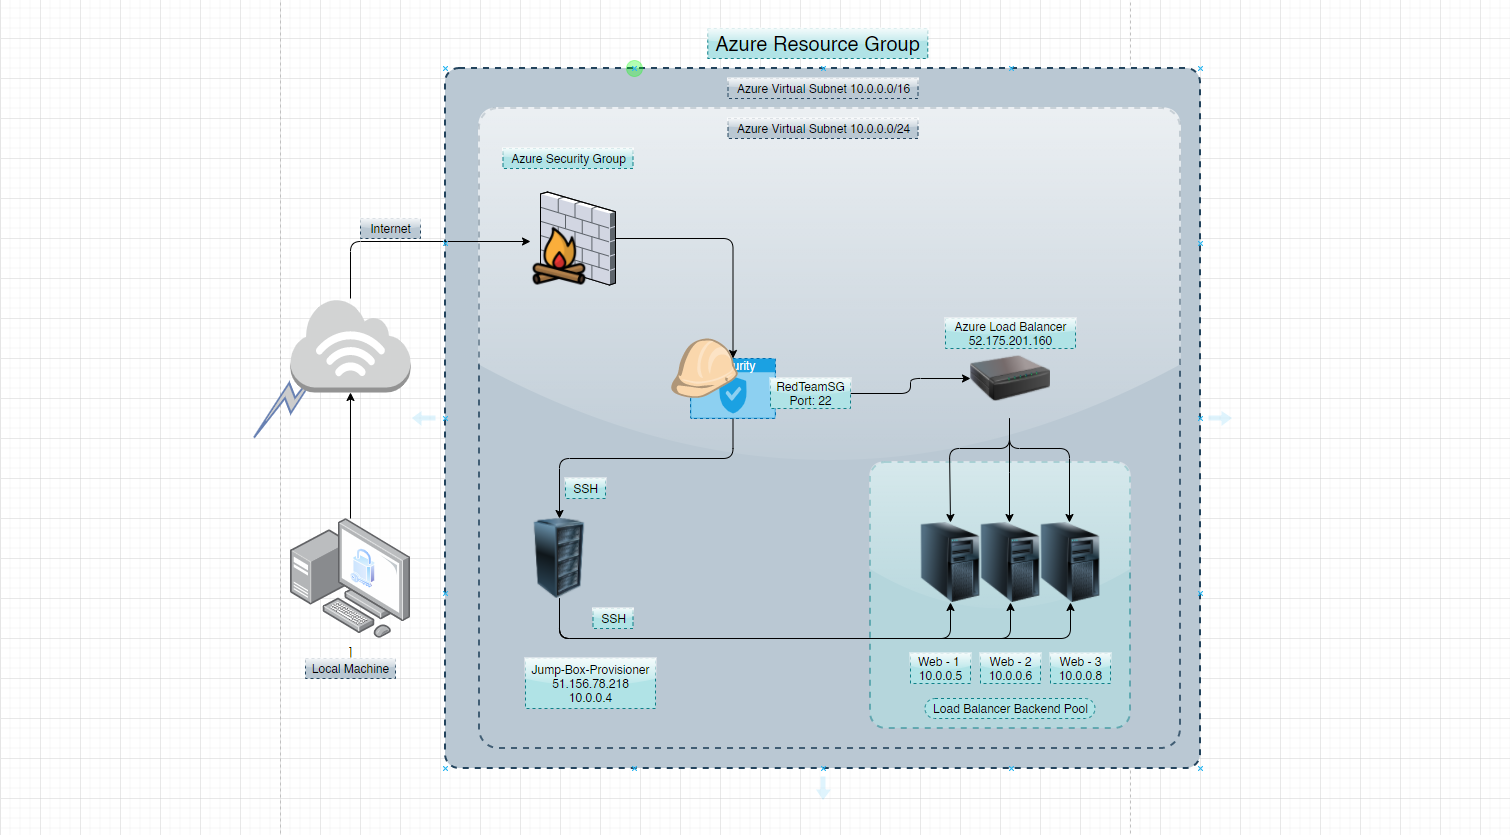 Azure Resource Group
Azure Virtual Subnet 10.0.0.0/16
Azure Virtual Subnet 10.0.0.0/24
Azure Security Group
Internet
Azure Load Balancer
52.175.201.160
RedTeamSG
Port: 22
SSH
SSH
1
Local Machine
Jump-Box-Provisioner
51.156.78.218
10.0.0.4
Web - 1
10.0.0.5
Web - 2
10.0.0.6
Web - 3
10.0.0.8
Load Balancer Backend Pool